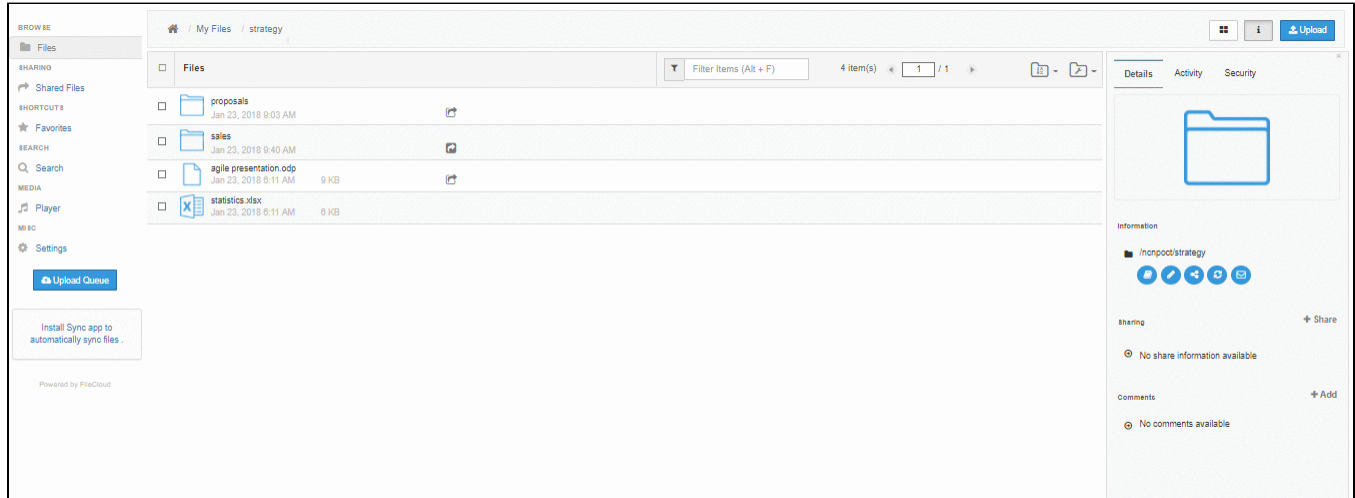 BROWSE
Files
SHARING
Shared Files
SHORTCUTS
Favorites
SEARCH
Search
MEDIA
Player
MISC
Settings
Upload Queue
Install Sync app to
automatically sync files .
Powered by FileCloud
/ My Files / strategy
i Upload
Files Filter Items (Alt + F) 4 item(s) 1 / 1
proposals
Jan 23, 2018 9:03 AM
sales
Jan 23, 2018 9:40 AM
agile presentation.odp
Jan 23, 2018 6:11 AM 9 KB
statistics.xlsx
Jan 23, 2018 6:11 AM 6 KB
Details Activity Security
Information
/ncnpoct/strategy
Sharing + Share
No share information available
Comments + Add
No comments available